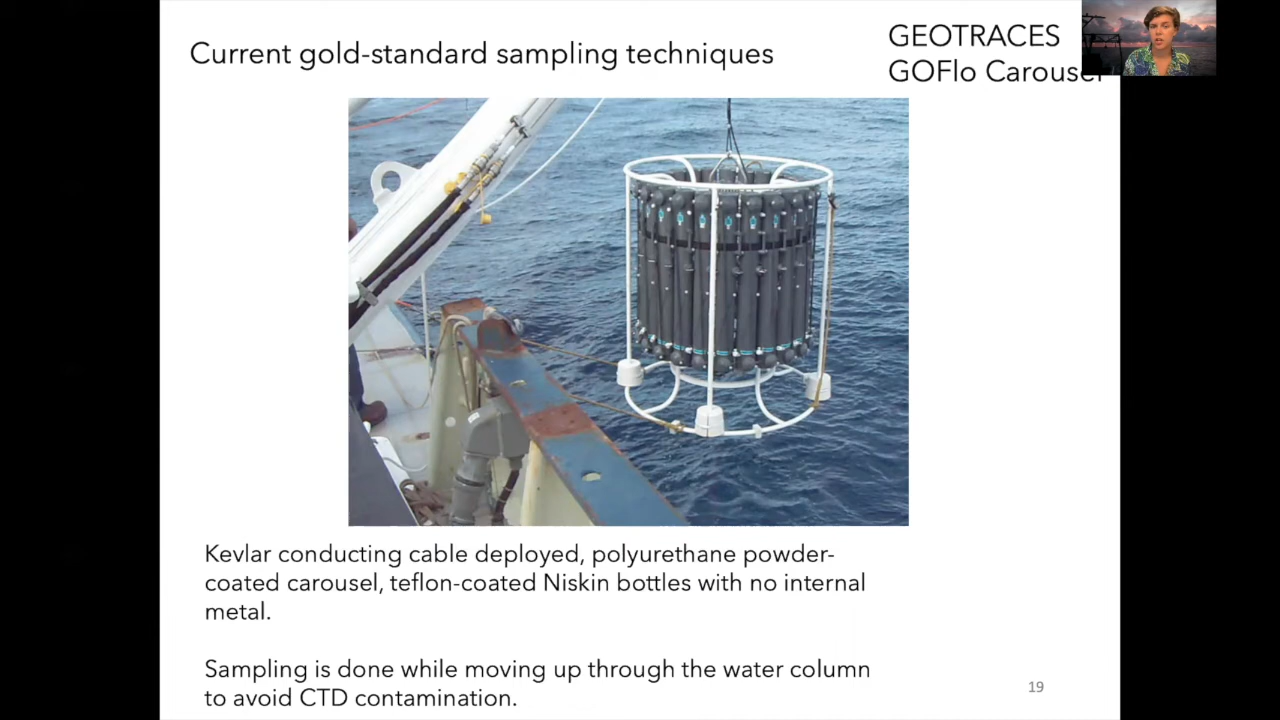 Current gold-standard sampling techniques
GEOTRACES
GOFlo Carousel
Kevlar conducting cable deployed, polyurethane powder-
coated carousel, teflon-coated Niskin bottles with no internal
metal.
Sampling is done while moving up through the water column
to avoid CTD contamination.
19